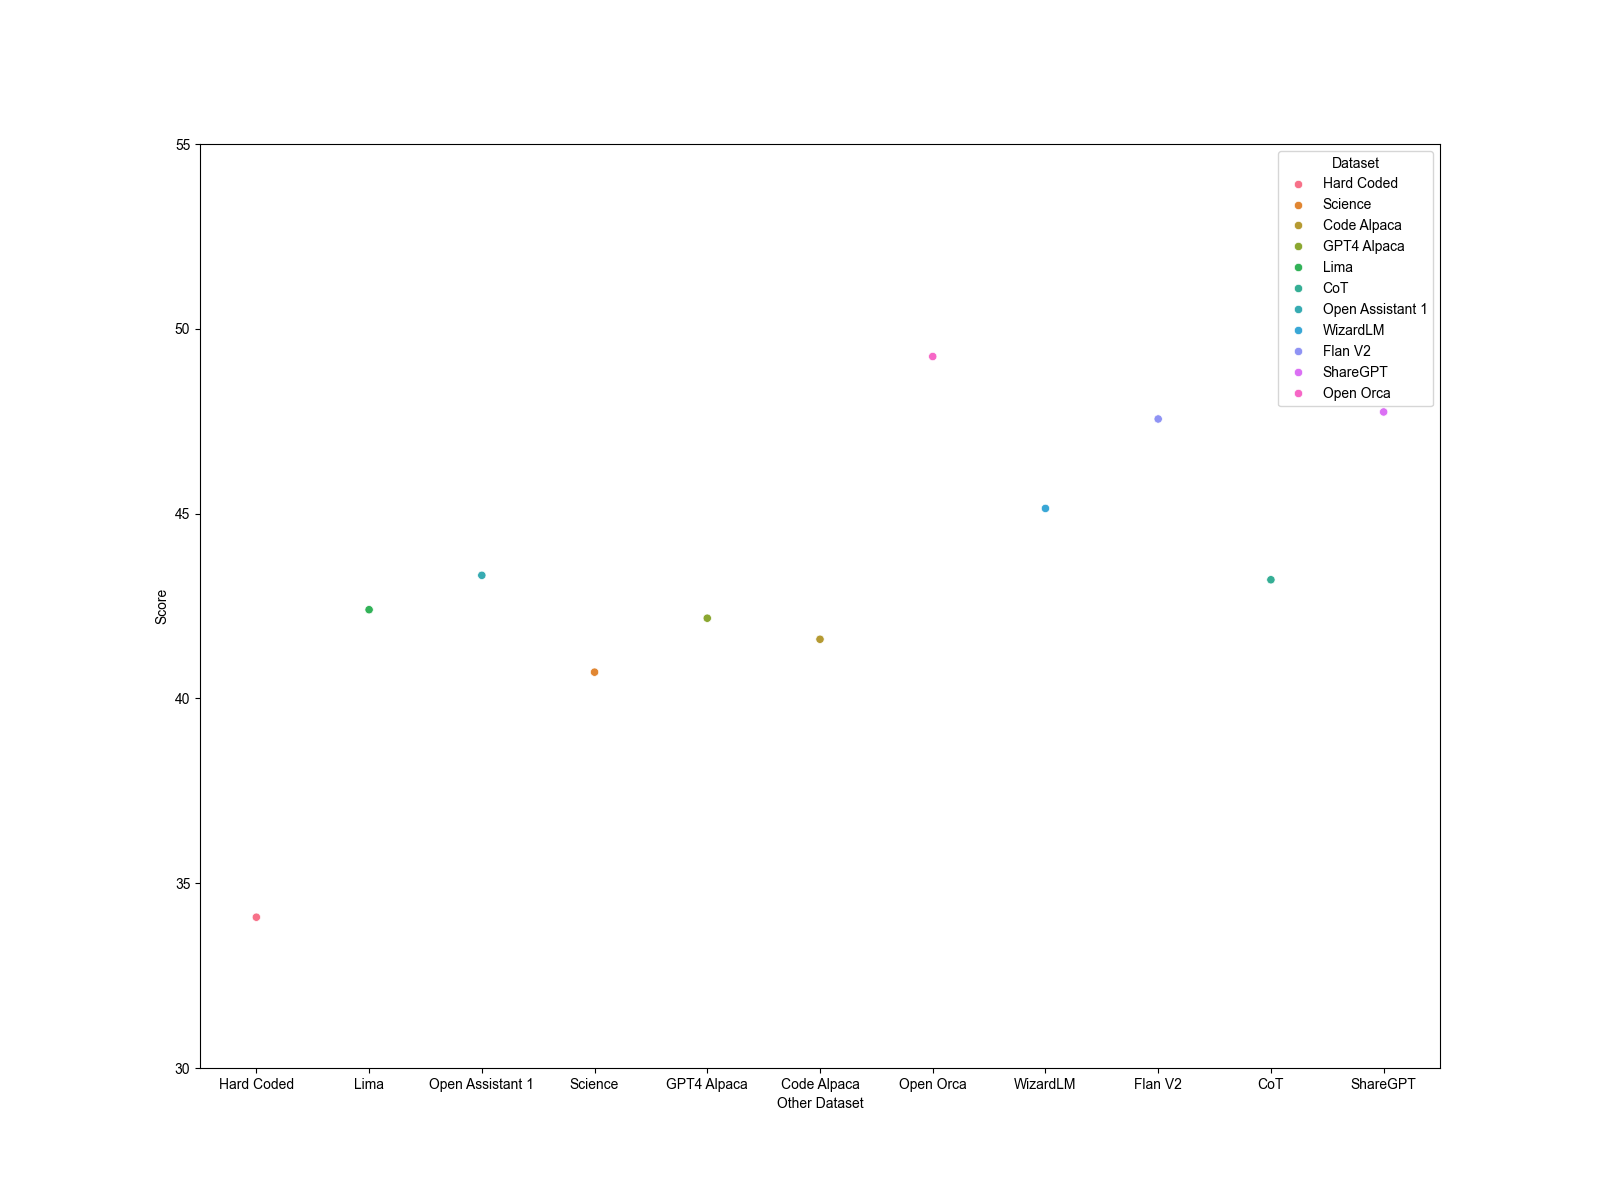 55
50
45
40
35
30
Score
Dataset
Hard Coded
Science
Code Alpaca
GPT4 Alpaca
Lima
CoT
Open Assistant 1
WizardLM
Flan V2
ShareGPT
Open Orca
Hard Coded Lima Open Assistant 1 Science GPT4 Alpaca Code Alpaca Open Orca WizardLM Flan V2 CoT ShareGPT
Other Dataset